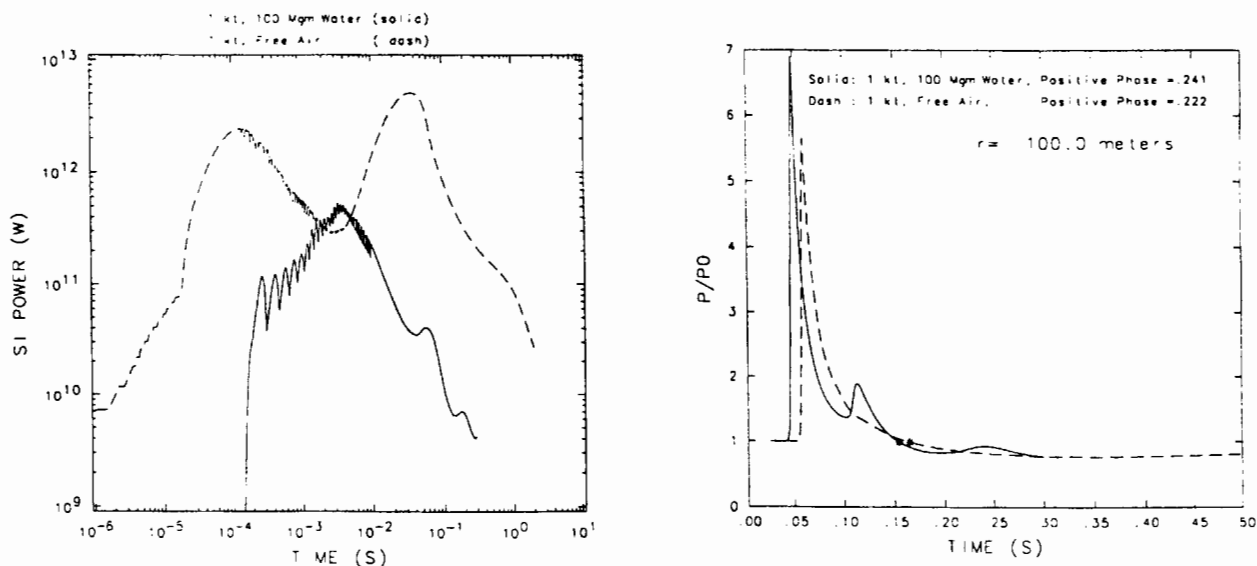 1 kt, 100 Mgm Water (solid)
1 kt, Free Air (dash)
10^13
10^12
10^11
10^10
10^9
SI POWER (W)
10^-6 10^-5 10^-4 10^-3 10^-2 10^-1 10^0 10^1
TIME (S)
Solid: 1 kt, 100 Mgm Water, Positive Phase =.241
Dash : 1 kt, Free Air, Positive Phase =.222
r= 100.0 meters
7
6
5
4
3
2
1
0
P/P0
.00 .05 .10 .15 .20 .25 .30 .35 .40 .45 .50
TIME (S)